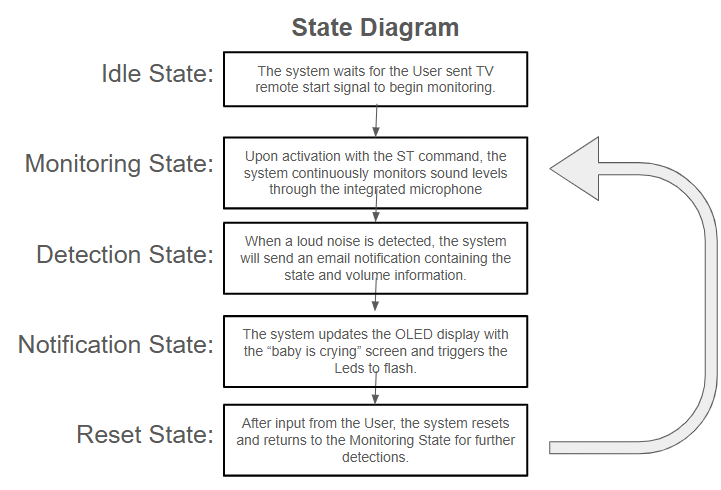 State Diagram
Idle State:
The system waits for the User sent TV
remote start signal to begin monitoring.
Monitoring State:
Upon activation with the ST command, the
system continuously monitors sound levels
through the integrated microphone
Detection State:
When a loud noise is detected, the system
will send an email notification containing the
state and volume information.
Notification State:
The system updates the OLED display with
the “baby is crying” screen and triggers the
Leds to flash.
Reset State:
After input from the User, the system resets
and returns to the Monitoring State for further
detections.